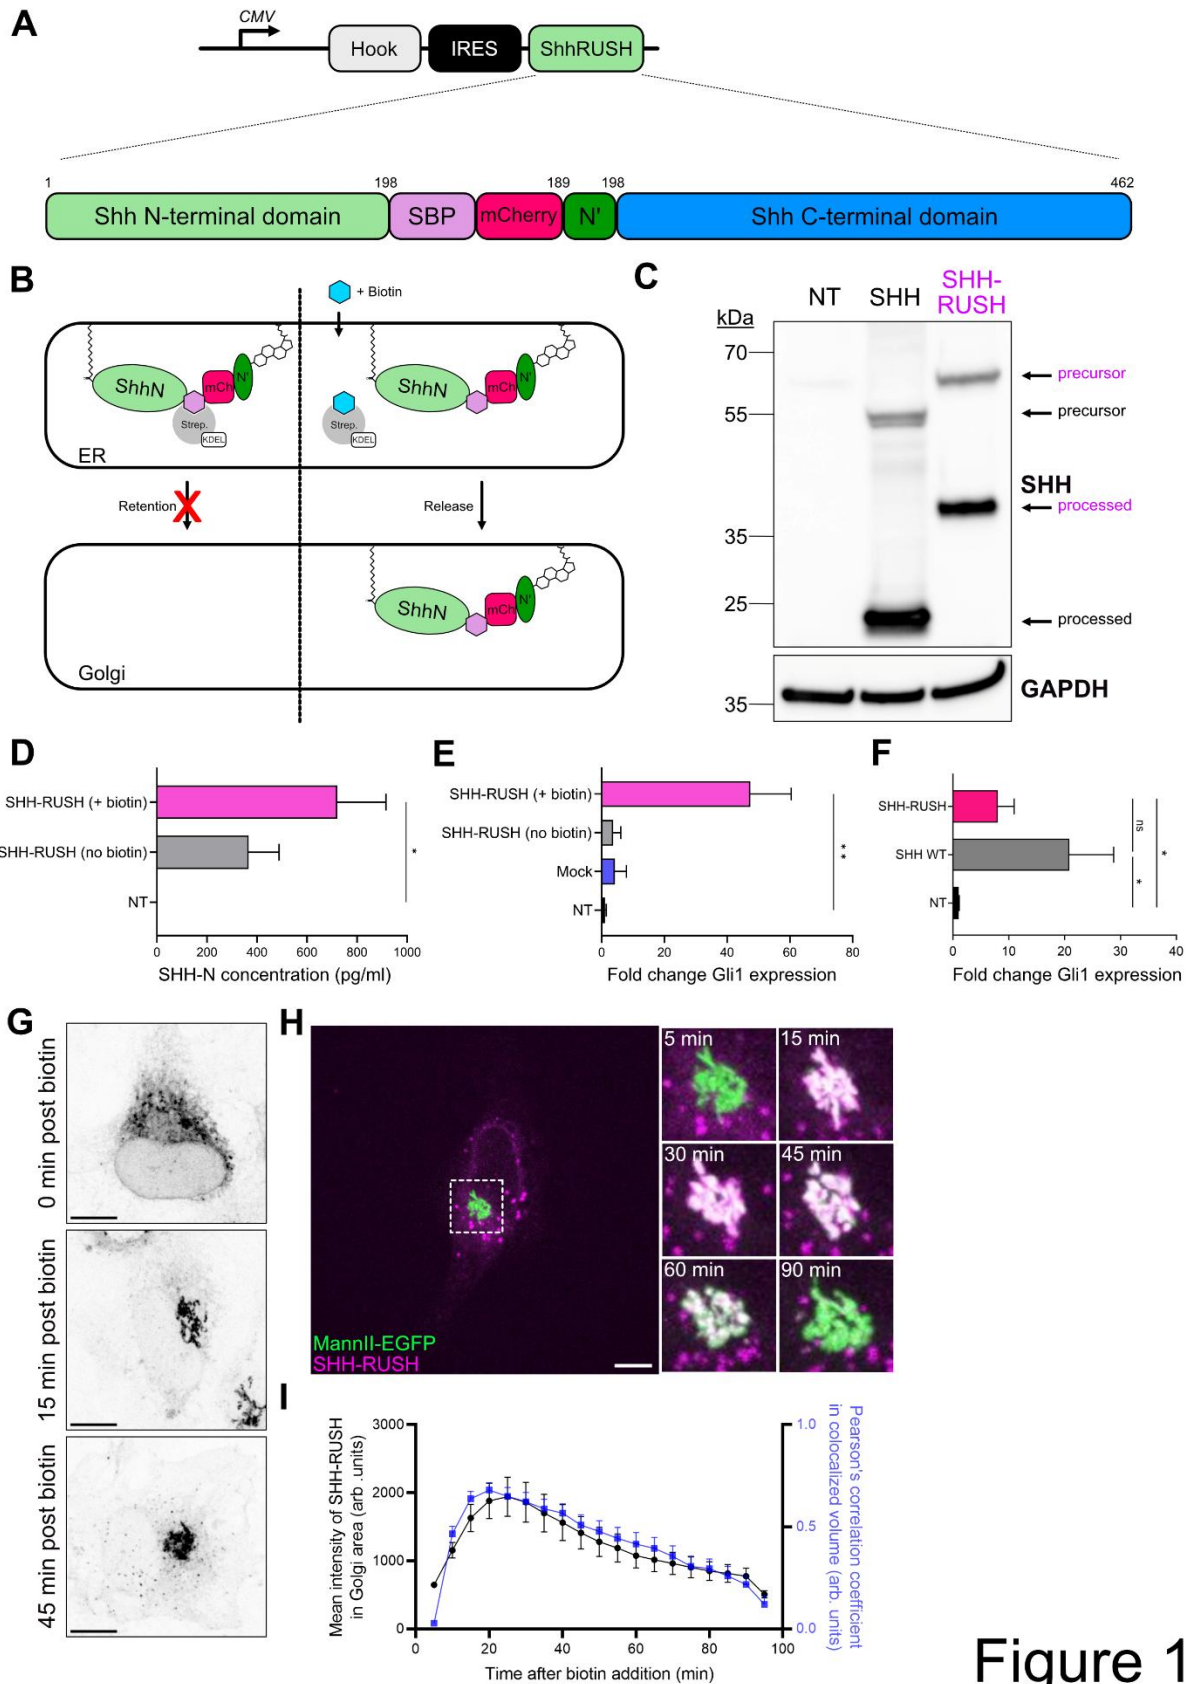 A
CMV
Hook
IRES
ShhRUSH
1
198
189
198
462
Shh N-terminal domain
SBP
mCherry
N'
Shh C-terminal domain
B
+ Biotin
ShhN
mCh
N'
Strep.
KDEL
ER
Strep.
KDEL
ShhN
mCh
N'
Retention
X
Release
ShhN
mCh
N'
Golgi
C
NT
SHH
SHH-
RUSH
kDa
70
55
35
25
precursor
precursor
SHH
processed
processed
GAPDH
35
D
SHH-RUSH (+ biotin)
SHH-RUSH (no biotin)
NT
*
0
200
400
600
800
1000
SHH-N concentration (pg/ml)
E
SHH-RUSH (+ biotin)
SHH-RUSH (no biotin)
Mock
NT
**
0
20
40
60
80
Fold change Gli1 expression
F
SHH-RUSH
SHH WT
NT
ns
*
*
0
10
20
30
40
Fold change Gli1 expression
G
0 min post biotin
15 min post biotin
45 min post biotin
H
MannII-EGFP
SHH-RUSH
5 min
15 min
30 min
45 min
60 min
90 min
I
Mean intensity of SHH-RUSH
in Golgi area (arb .units)
3000
2000
1000
0
1.0
0.5
0.0
Pearson's correlation coefficient
in colocalized volume (arb. units)
0
20
40
60
80
100
Time after biotin addition (min)
Figure 1